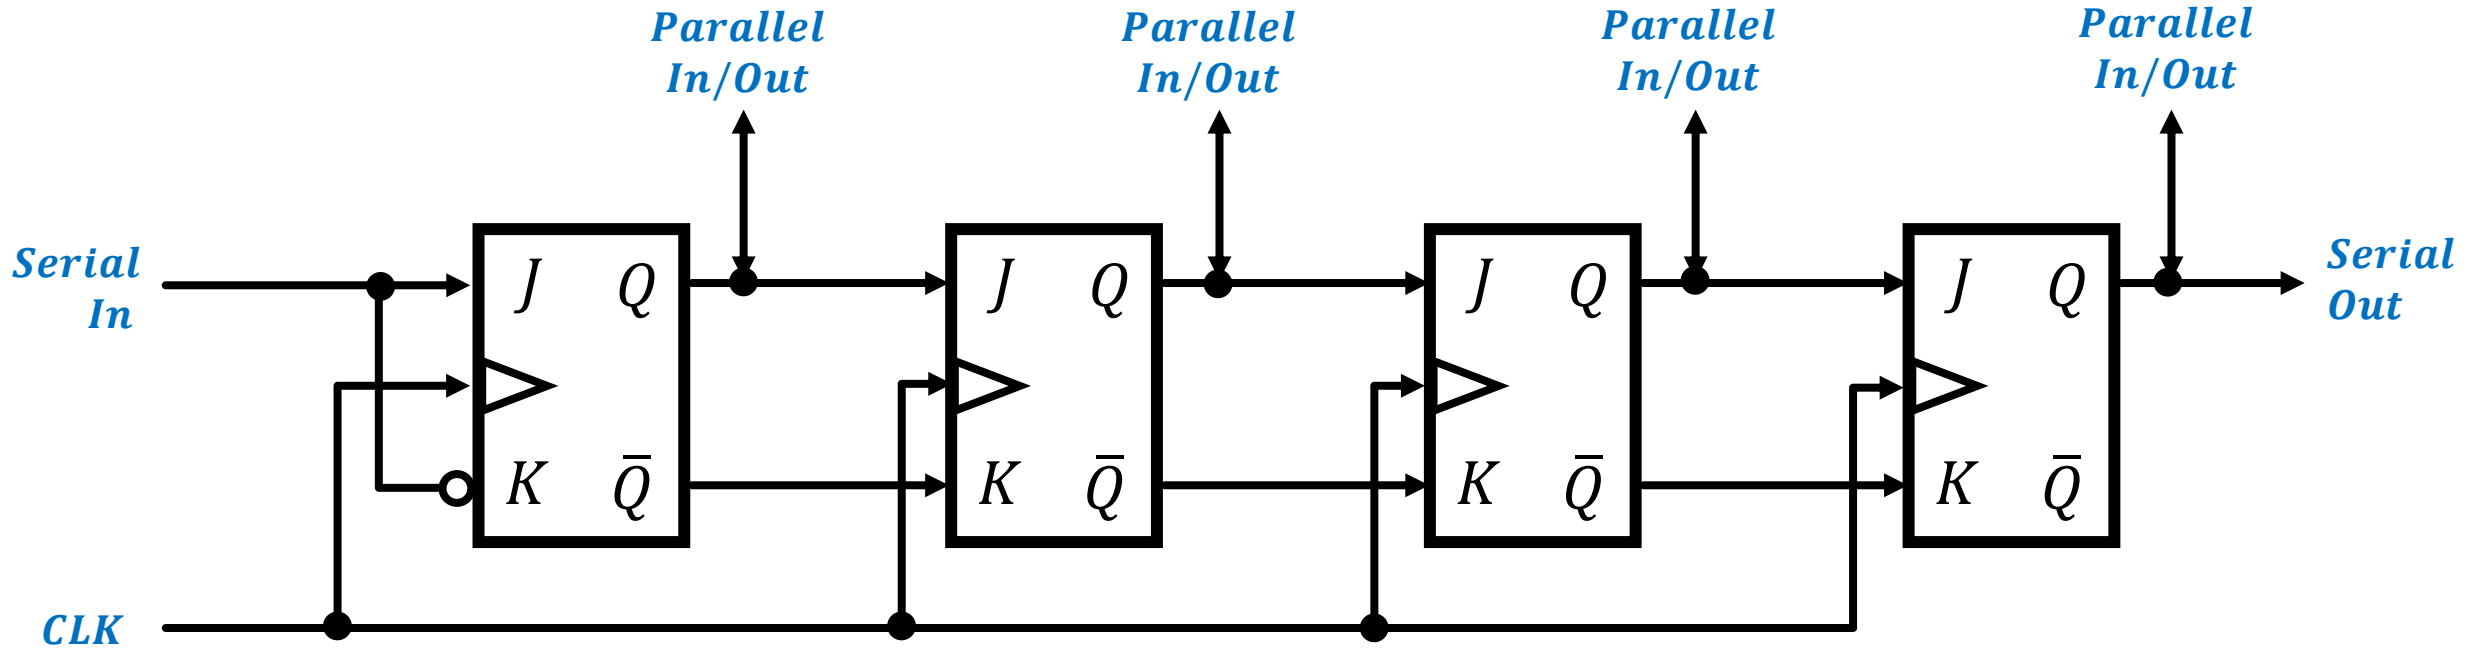 Parallel
In/Out
Parallel
In/Out
Parallel
In/Out
Parallel
In/Out
Serial
In
J
Q
K
Q̅
J
Q
K
Q̅
J
Q
K
Q̅
J
Q
K
Q̅
Serial
Out
CLK